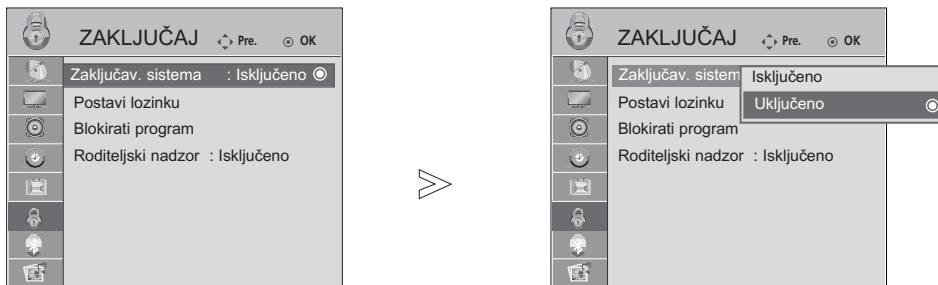 ZAKLJUČAJ Pre. OK
Zaključav. sistema : Isključeno
Postavi lozinku
Blokirati program
Roditeljski nadzor : Isključeno
ZAKLJUČAJ Pre. OK
Zaključav. sistem
Isključeno
Postavi lozinku
Uključeno
Blokirati program
Roditeljski nadzor : Isključeno